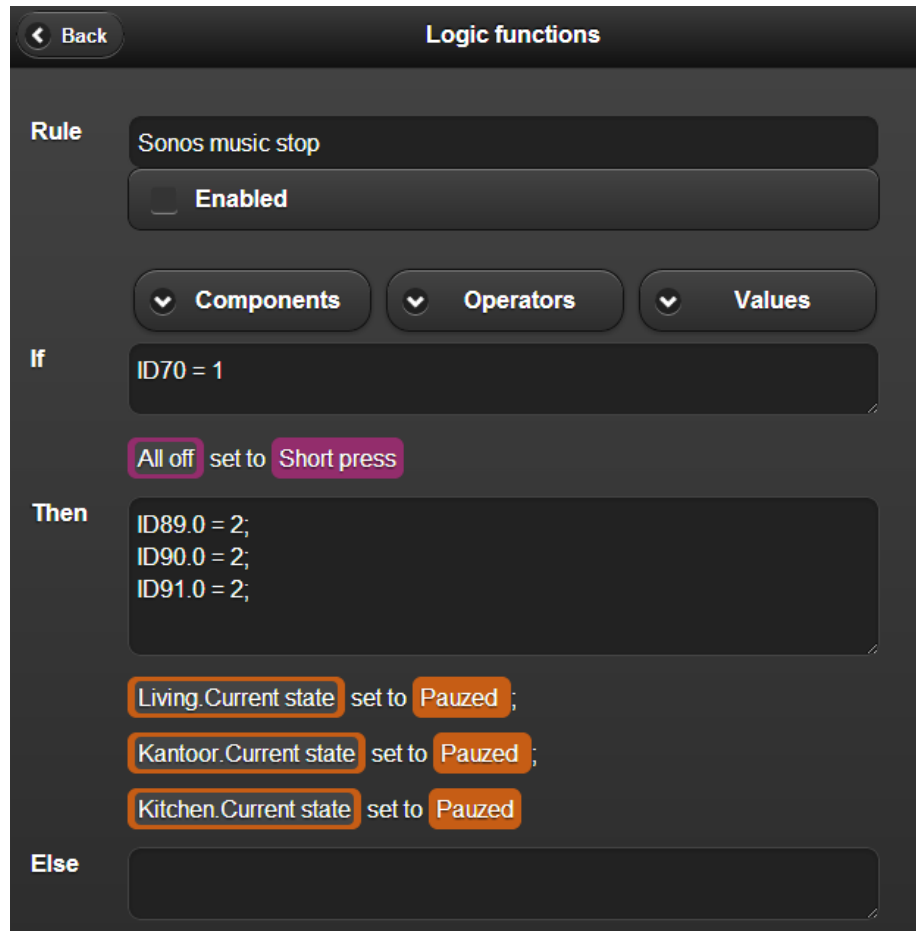 Back
Logic functions
Rule
Sonos music stop
Enabled
Components
Operators
Values
If
ID70 = 1
All off set to Short press
Then
ID89.0 = 2;
ID90.0 = 2;
ID91.0 = 2;
Living.Current state set to Pauzed ;
Kantoor.Current state set to Pauzed ;
Kitchen.Current state set to Pauzed
Else